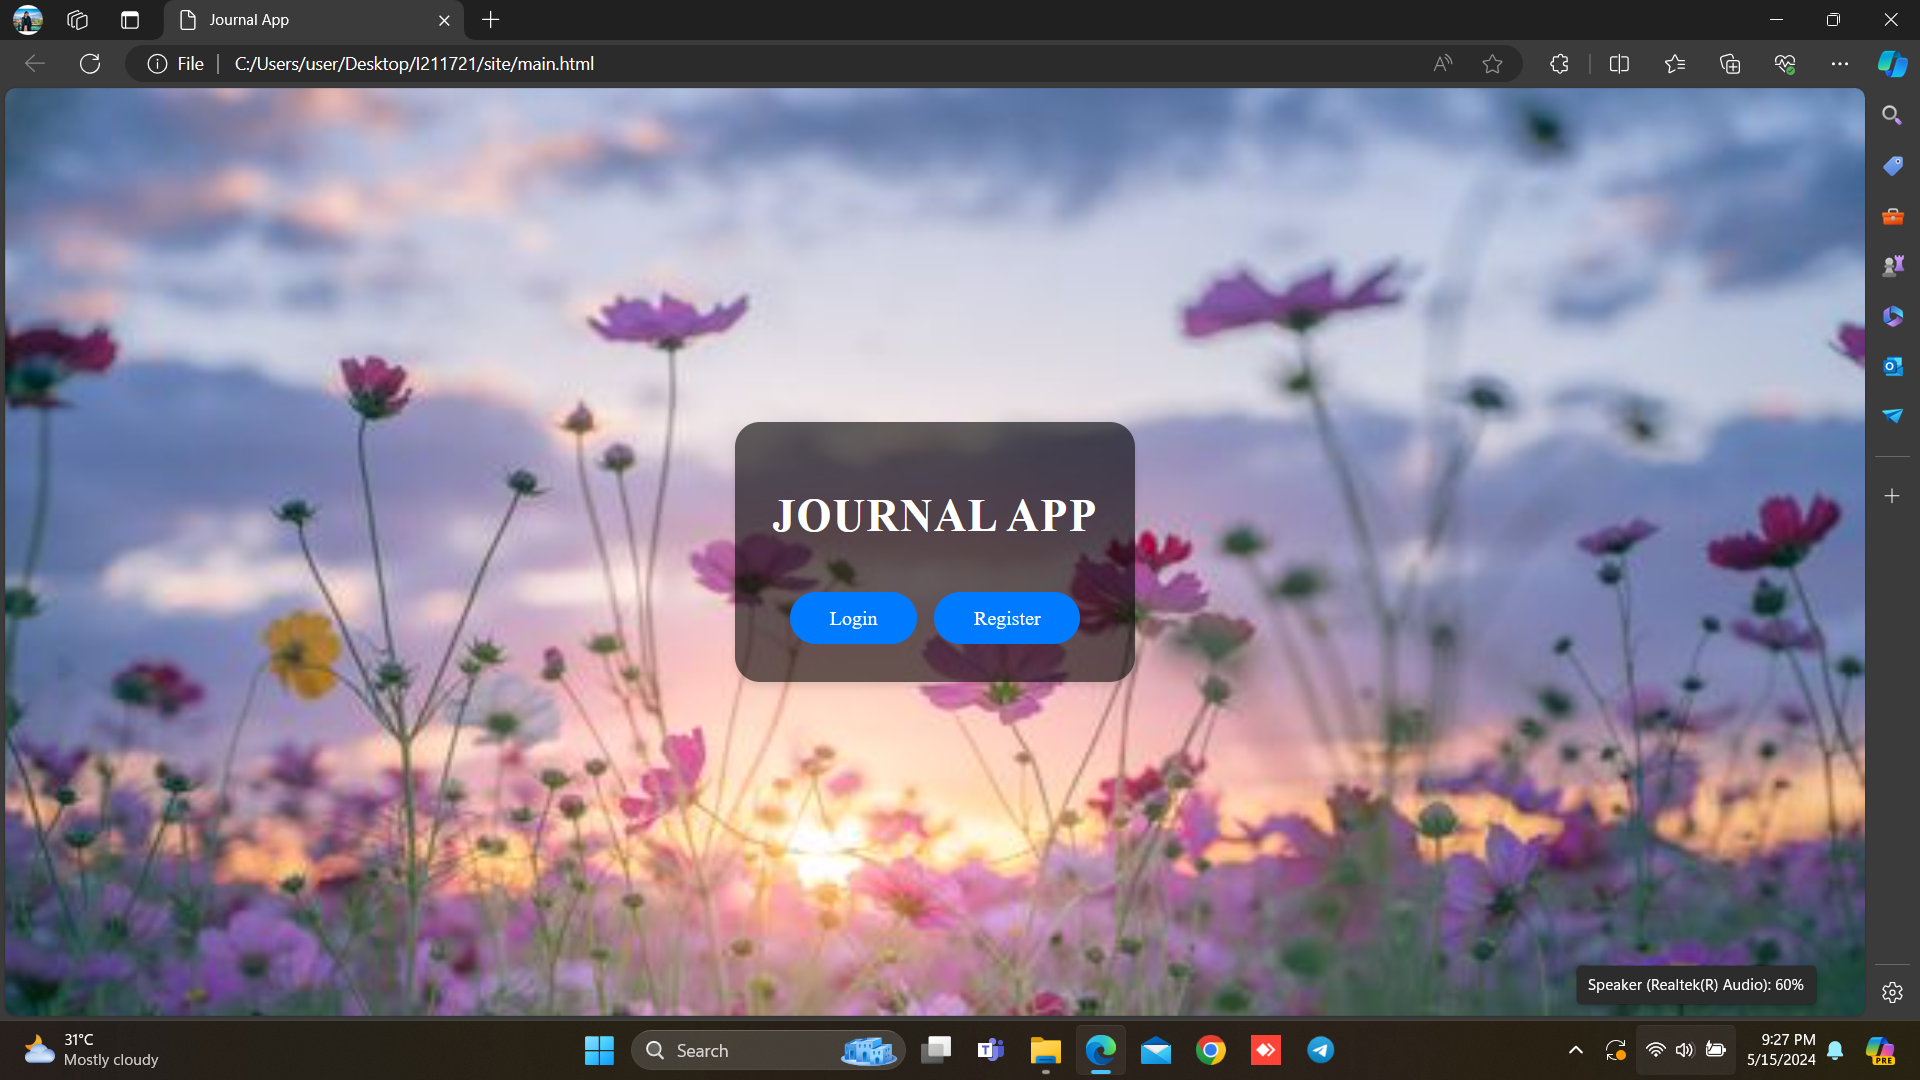 Journal App
File
C:/Users/user/Desktop/I211721/site/main.html
JOURNAL APP
Login
Register
Speaker (Realtek(R) Audio): 60%
31°C
Mostly cloudy
Search
9:27 PM
5/15/2024
PRE